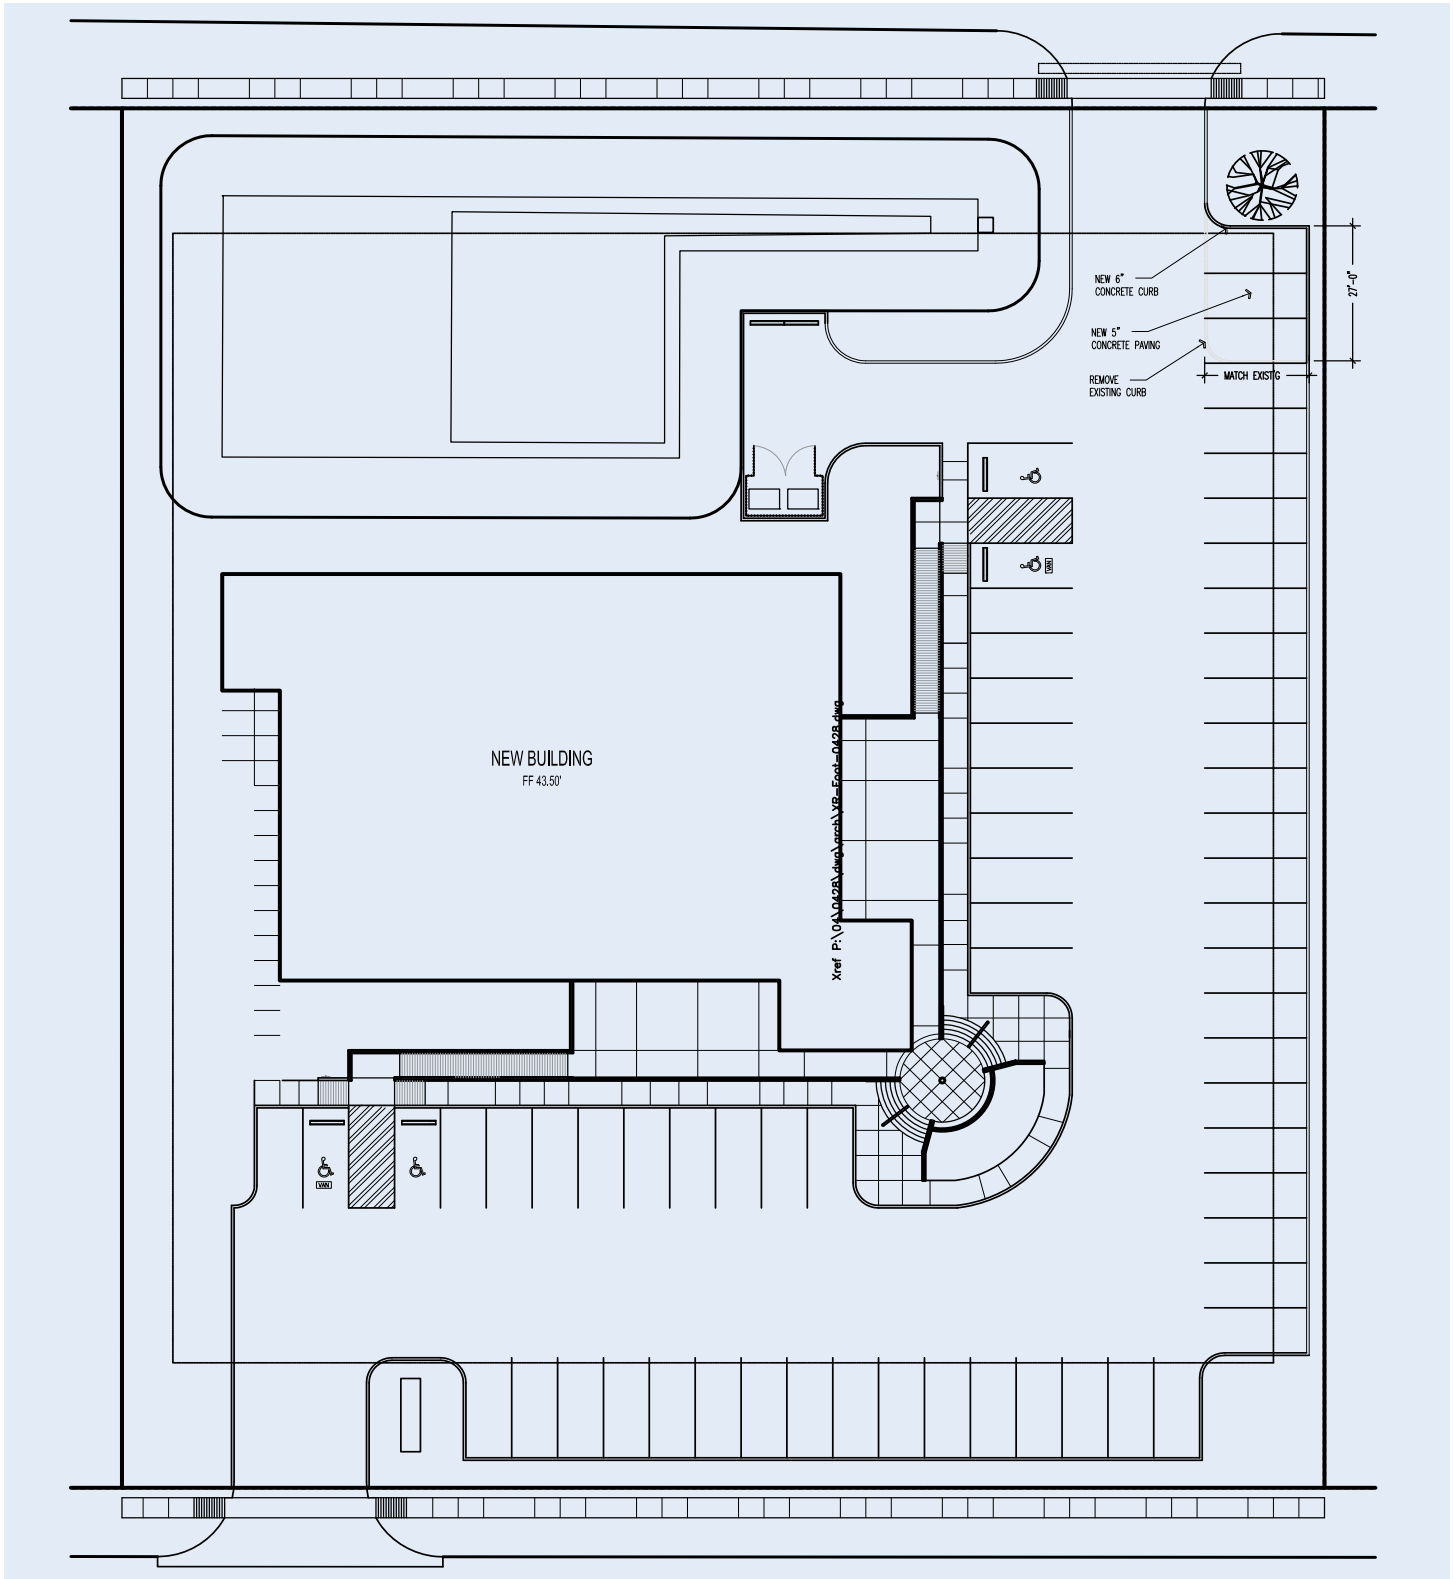 NEW 6"
CONCRETE CURB
27'-0"
NEW 5"
CONCRETE PAVING
REMOVE
EXISTING CURB
MATCH EXIST'G
VAN
NEW BUILDING
FF 43.50'
Xref P:\04\0428\dwg\arch\XR-Foot-0428.dwg
VAN